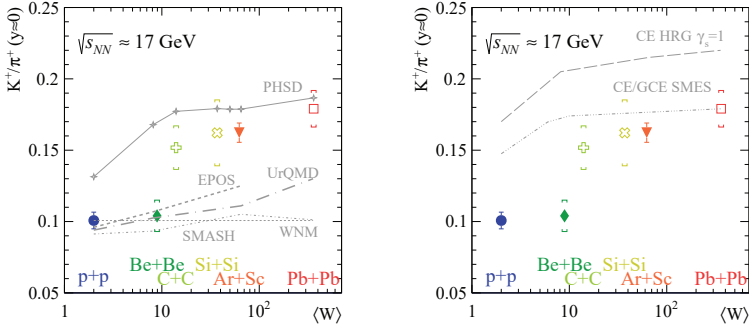 K⁺/π⁺ (y≈0)
√s_NN ≈ 17 GeV
0.25
0.2
0.15
0.1
0.05
PHSD
UrQMD
EPOS
SMASH
WNM
Be+Be
Si+Si
p+p
C+C
Ar+Sc
Pb+Pb
1
10
10²
⟨W⟩
K⁺/π⁺ (y≈0)
√s_NN ≈ 17 GeV
CE HRG γₛ=1
0.25
0.2
0.15
0.1
0.05
CE/GCE SMES
Be+Be
Si+Si
p+p
C+C
Ar+Sc
Pb+Pb
1
10
10²
⟨W⟩